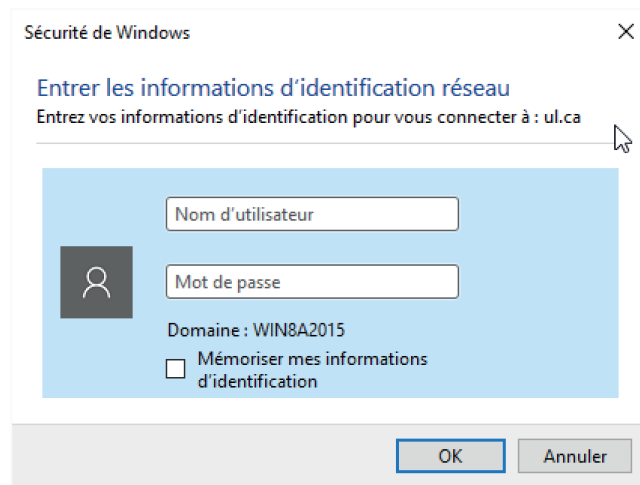 Sécurité de Windows
Entrer les informations d’identification réseau
Entrez vos informations d’identification pour vous connecter à : ul.ca
Nom d’utilisateur
Mot de passe
Domaine : WIN8A2015
Mémoriser mes informations
d’identification
OK
Annuler